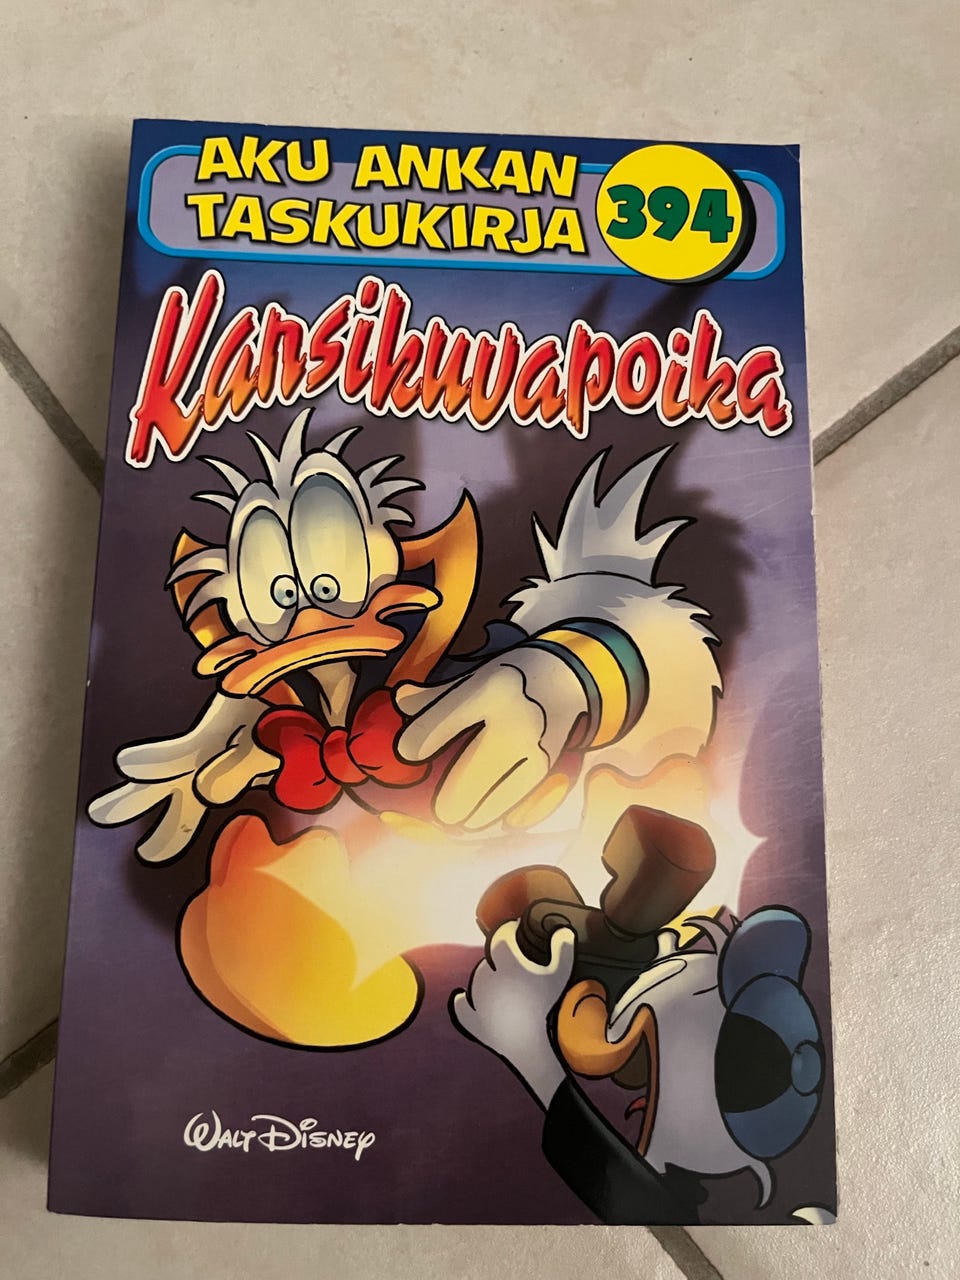 AKU ANKAN
TASKUKIRJA
394
Kansikuvapoika
WALT DISNEY